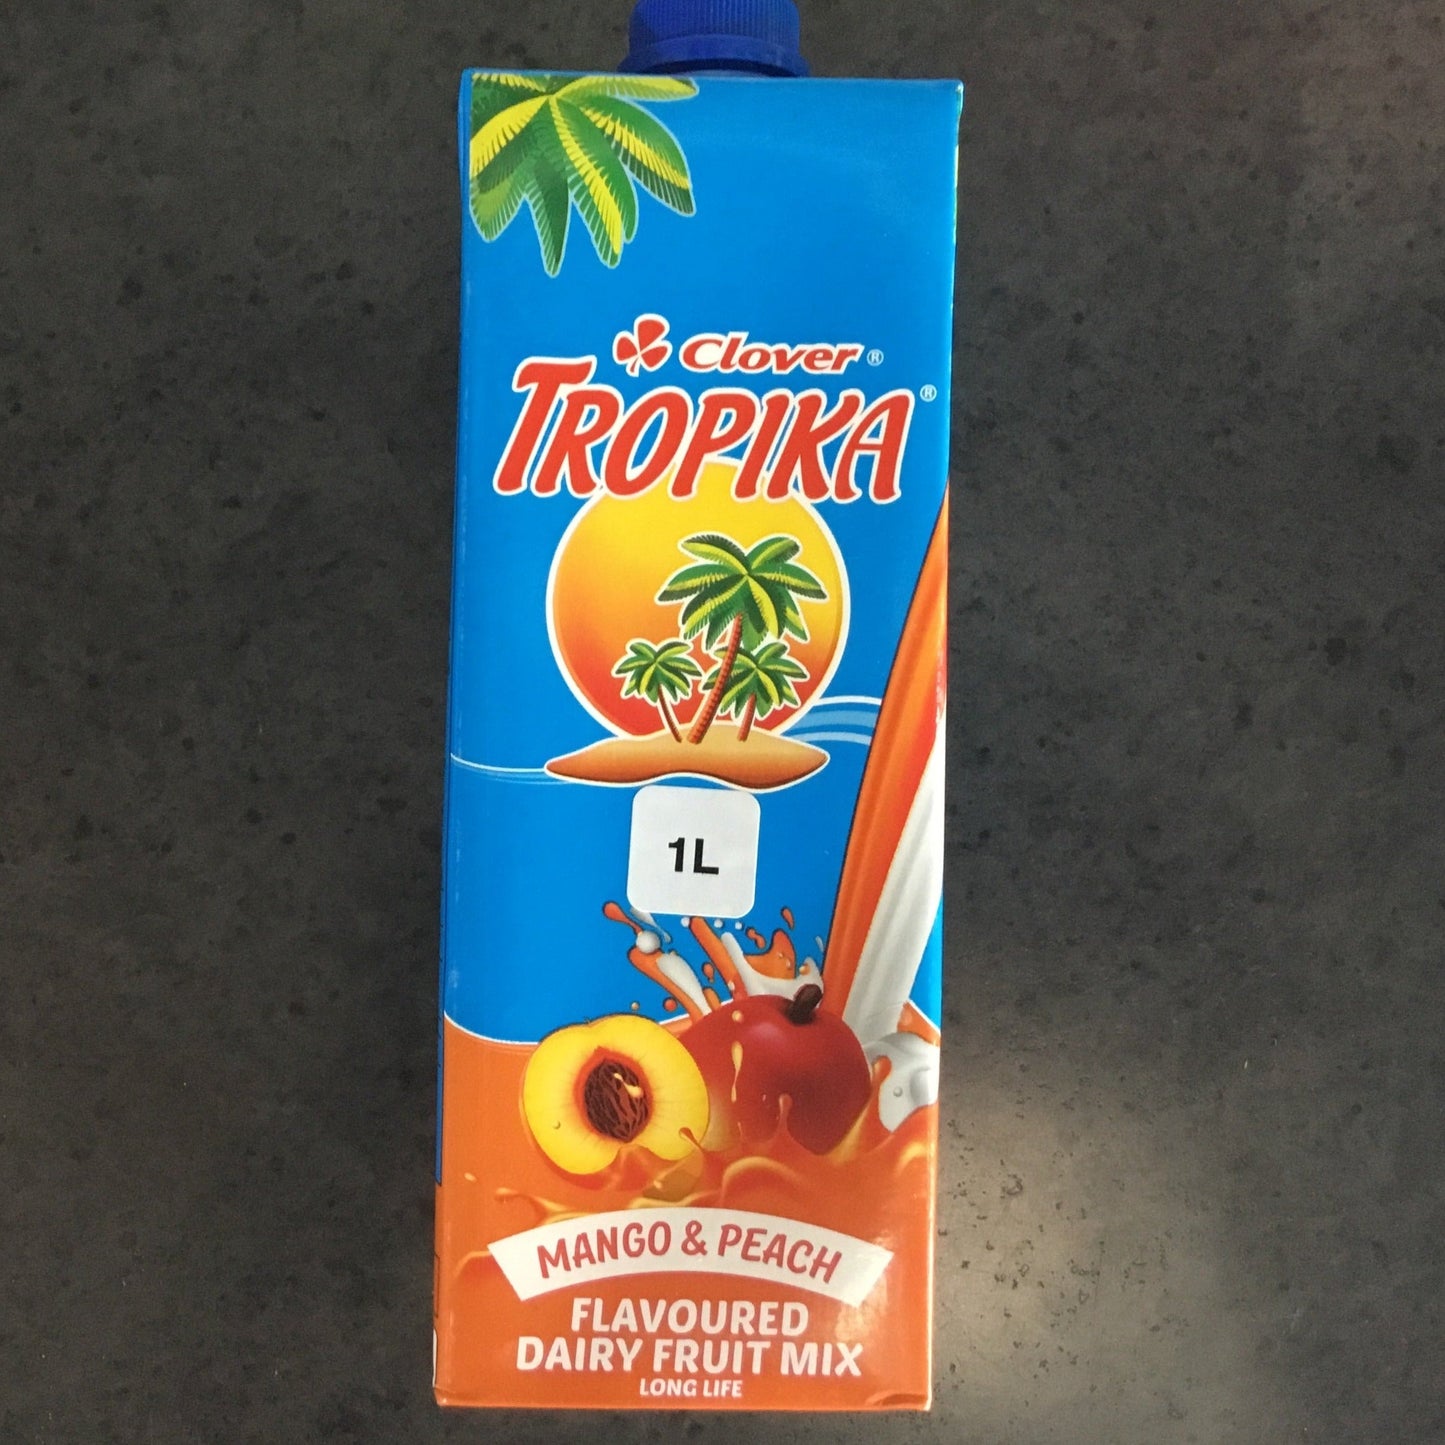 Clover®
TROPIKA®
1L
MANGO & PEACH
FLAVOURED
DAIRY FRUIT MIX
LONG LIFE